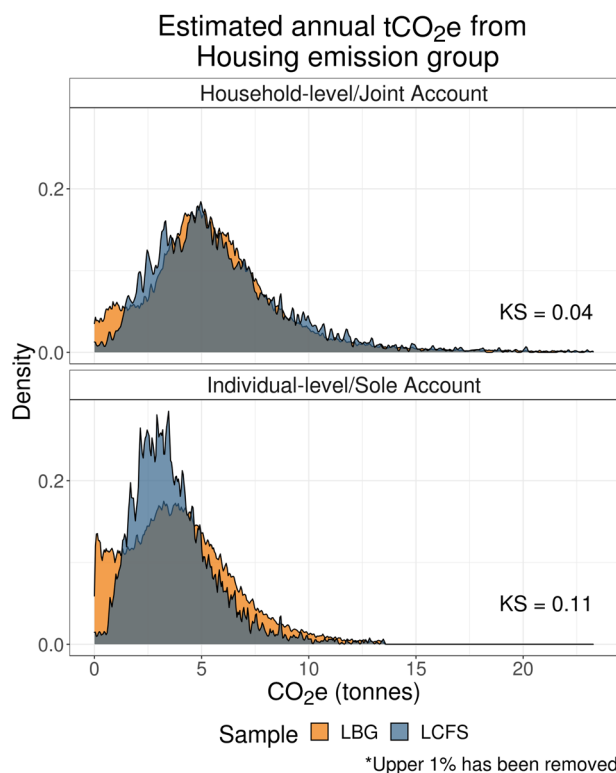 Estimated annual tCO₂e from
Housing emission group
Household-level/Joint Account
0.2
KS = 0.04
0.0
Density
Individual-level/Sole Account
0.2
KS = 0.11
0.0
0 5 10 15 20
CO₂e (tonnes)
Sample LBG LCFS
*Upper 1% has been removed